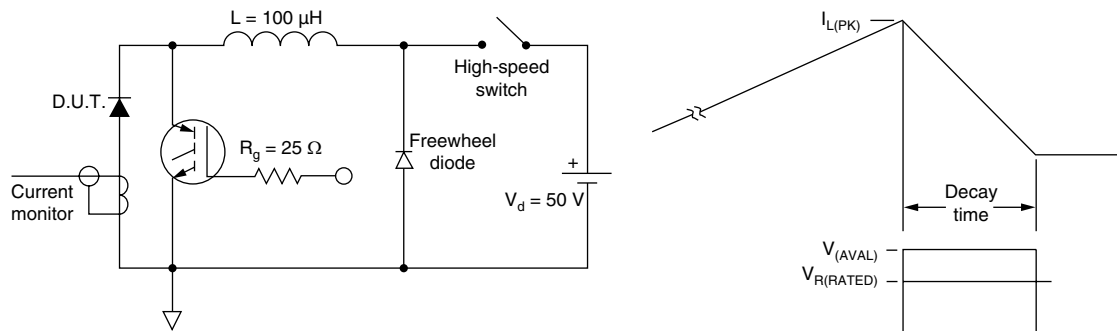 L = 100 µH
D.U.T.
High-speed
switch
R_g = 25 Ω
Freewheel
diode
Current
monitor
+
V_d = 50 V
I_L(PK)
Decay
time
V_(AVAL)
V_R(RATED)